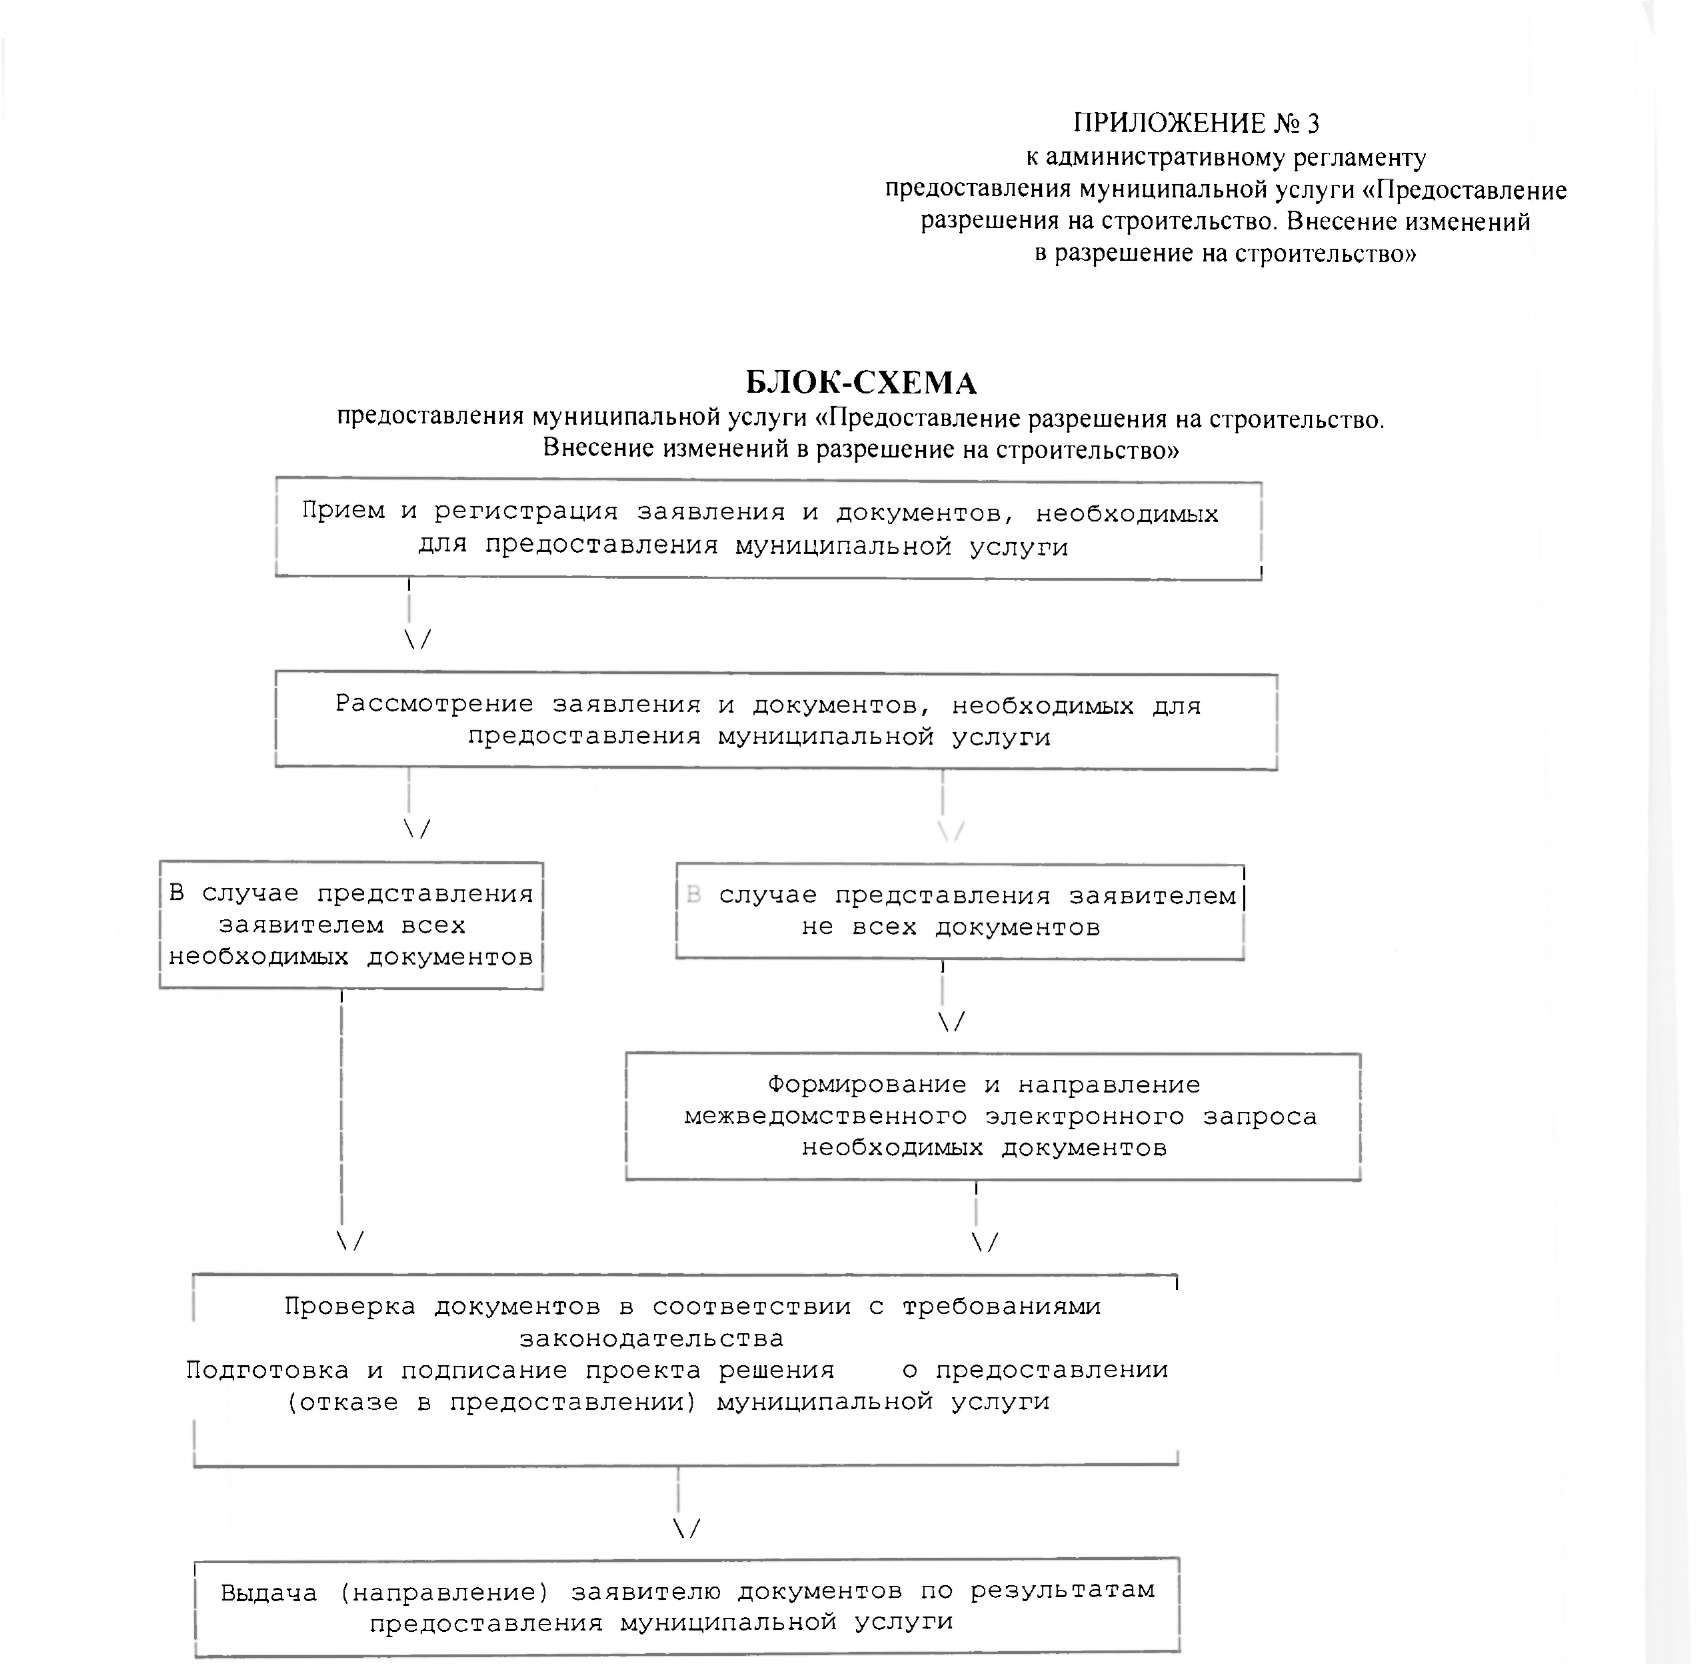 ПРИЛОЖЕНИЕ № 3
к административному регламенту
предоставления муниципальной услуги «Предоставление
разрешения на строительство. Внесение изменений
в разрешение на строительство»
БЛОК-СХЕМА
предоставления муниципальной услуги «Предоставление разрешения на строительство.
Внесение изменений в разрешение на строительство»
Прием и регистрация заявления и документов, необходимых
для предоставления муниципальной услуги
Рассмотрение заявления и документов, необходимых для
предоставления муниципальной услуги
В случае представления
заявителем всех
необходимых документов
В случае представления заявителем
не всех документов
Формирование и направление
межведомственного электронного запроса
необходимых документов
Проверка документов в соответствии с требованиями
законодательства
Подготовка и подписание проекта решения о предоставлении
(отказе в предоставлении) муниципальной услуги
Выдача (направление) заявителю документов по результатам
предоставления муниципальной услуги